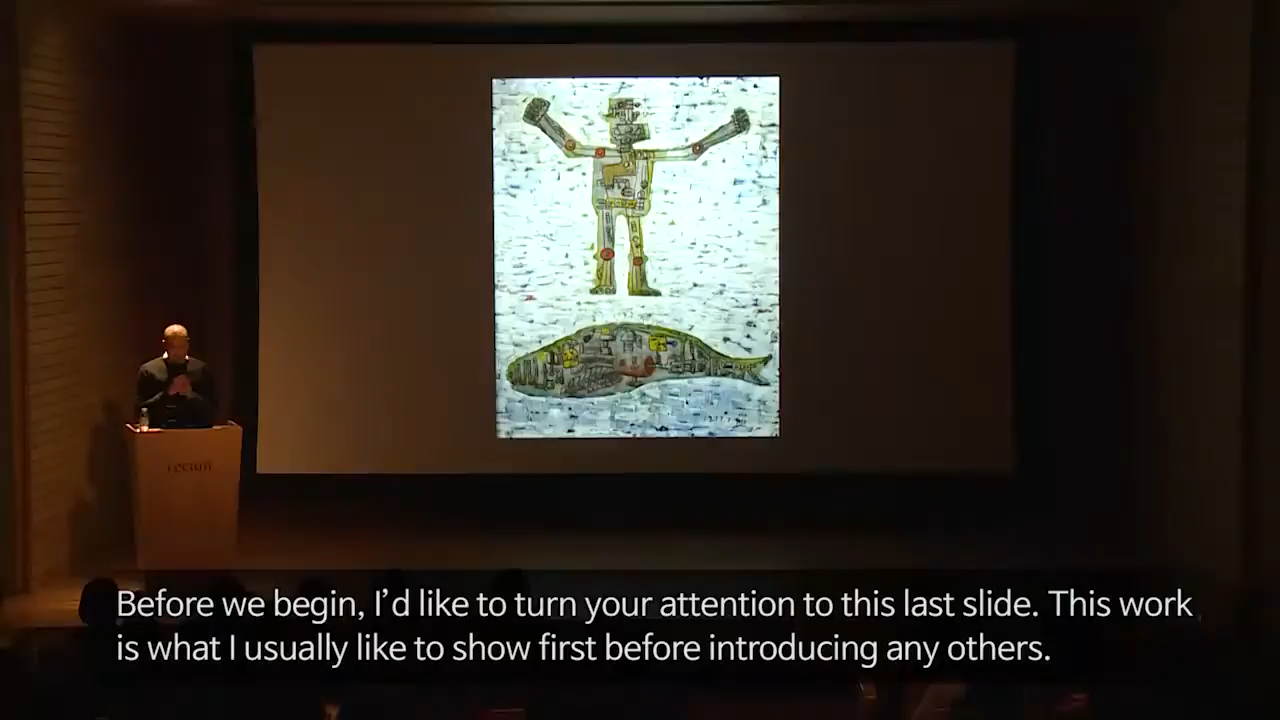 Before we begin, I'd like to turn your attention to this last slide. This work
is what I usually like to show first before introducing any others.